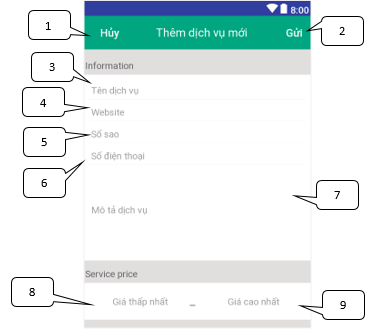 8:00
1
Hủy Thêm dịch vụ mới Gửi
2
Information
3
Tên dịch vụ
4
Website
5
Số sao
Số điện thoại
6
7
Mô tả dịch vụ
Service price
8
Giá thấp nhất – Giá cao nhất
9